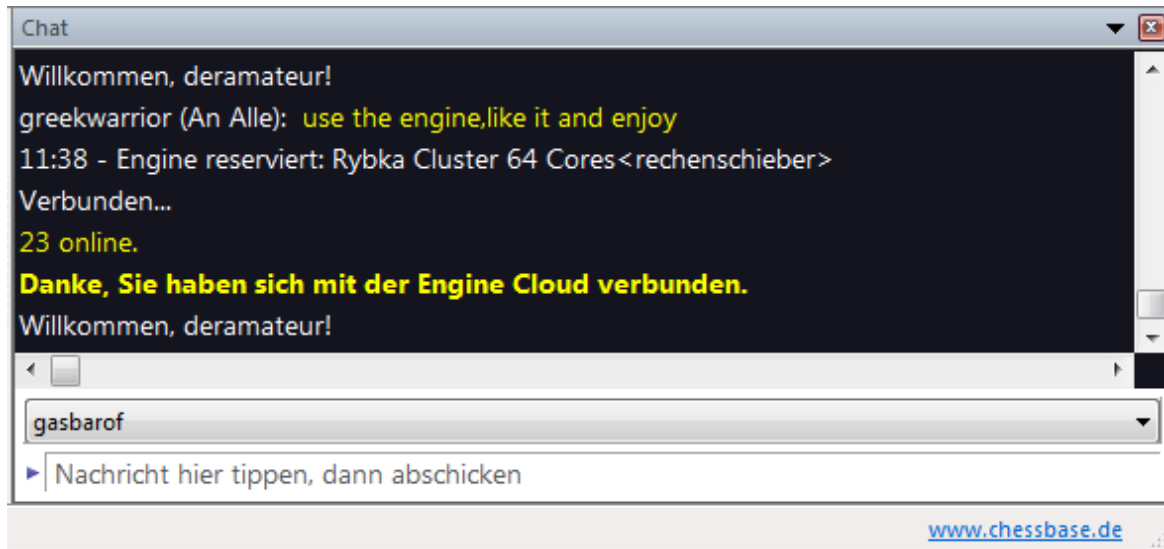 Chat
Willkommen, deramateur!
greekwarrior (An Alle):  use the engine,like it and enjoy
11:38 - Engine reserviert: Rybka Cluster 64 Cores<rechenschieber>
Verbunden...
23 online.
Danke, Sie haben sich mit der Engine Cloud verbunden.
Willkommen, deramateur!
gasbarof
Nachricht hier tippen, dann abschicken
www.chessbase.de